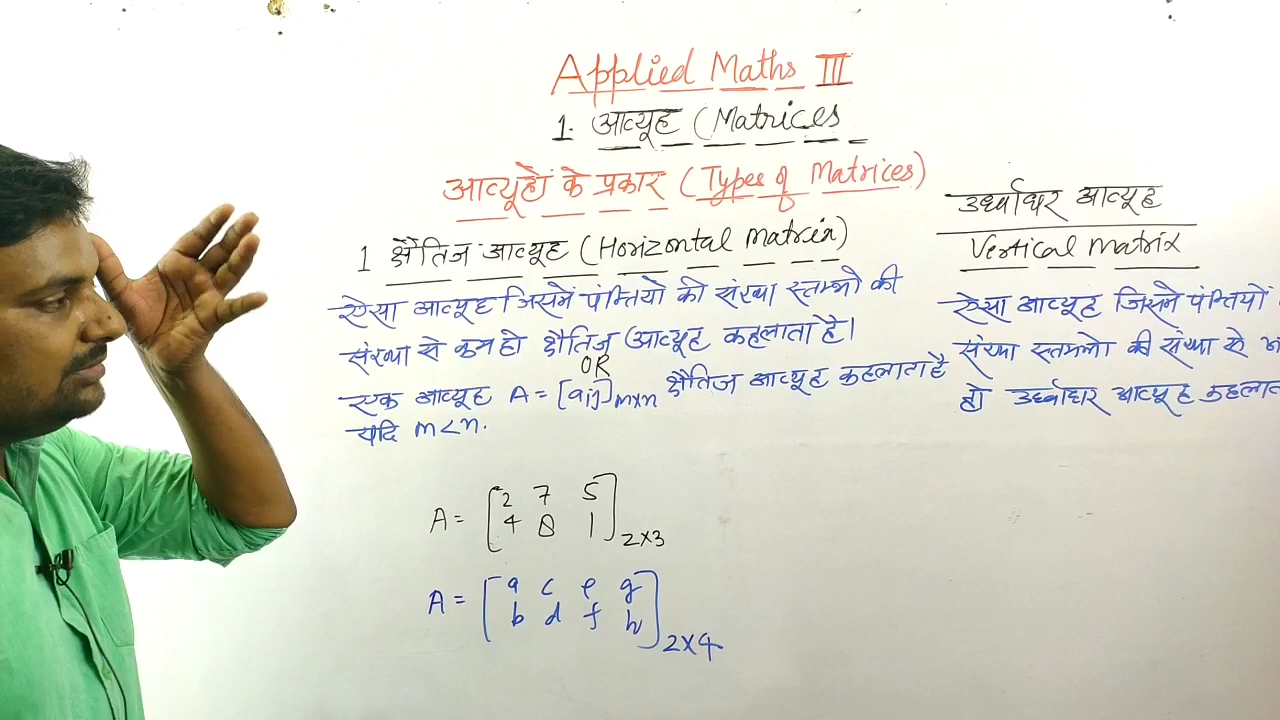 Applied Maths III
1. आव्यूह (Matrices
आव्यूहों के प्रकार (Types of Matrices)
1 क्षैतिज आव्यूह (Horizontal Matrix)
ऐसा आव्यूह जिसमें पंक्तियों की संख्या स्तम्भो की
संख्या से कम हो क्षैतिज आव्यूह कहलाता है।
OR
एक आव्यूह A = [aij]m×n क्षैतिज आव्यूह कहलाता है
यदि m<n.
A = [2 7 5
4 8 1]2×3
A = [a c e g
b d f h]2×4
उर्ध्वाधर आव्यूह
Vertical Matrix
ऐसा आव्यूह जिसमे पंक्तियों
संख्या स्तम्भो की संख्या से
हो उर्ध्वाधर आव्यूह कहलात